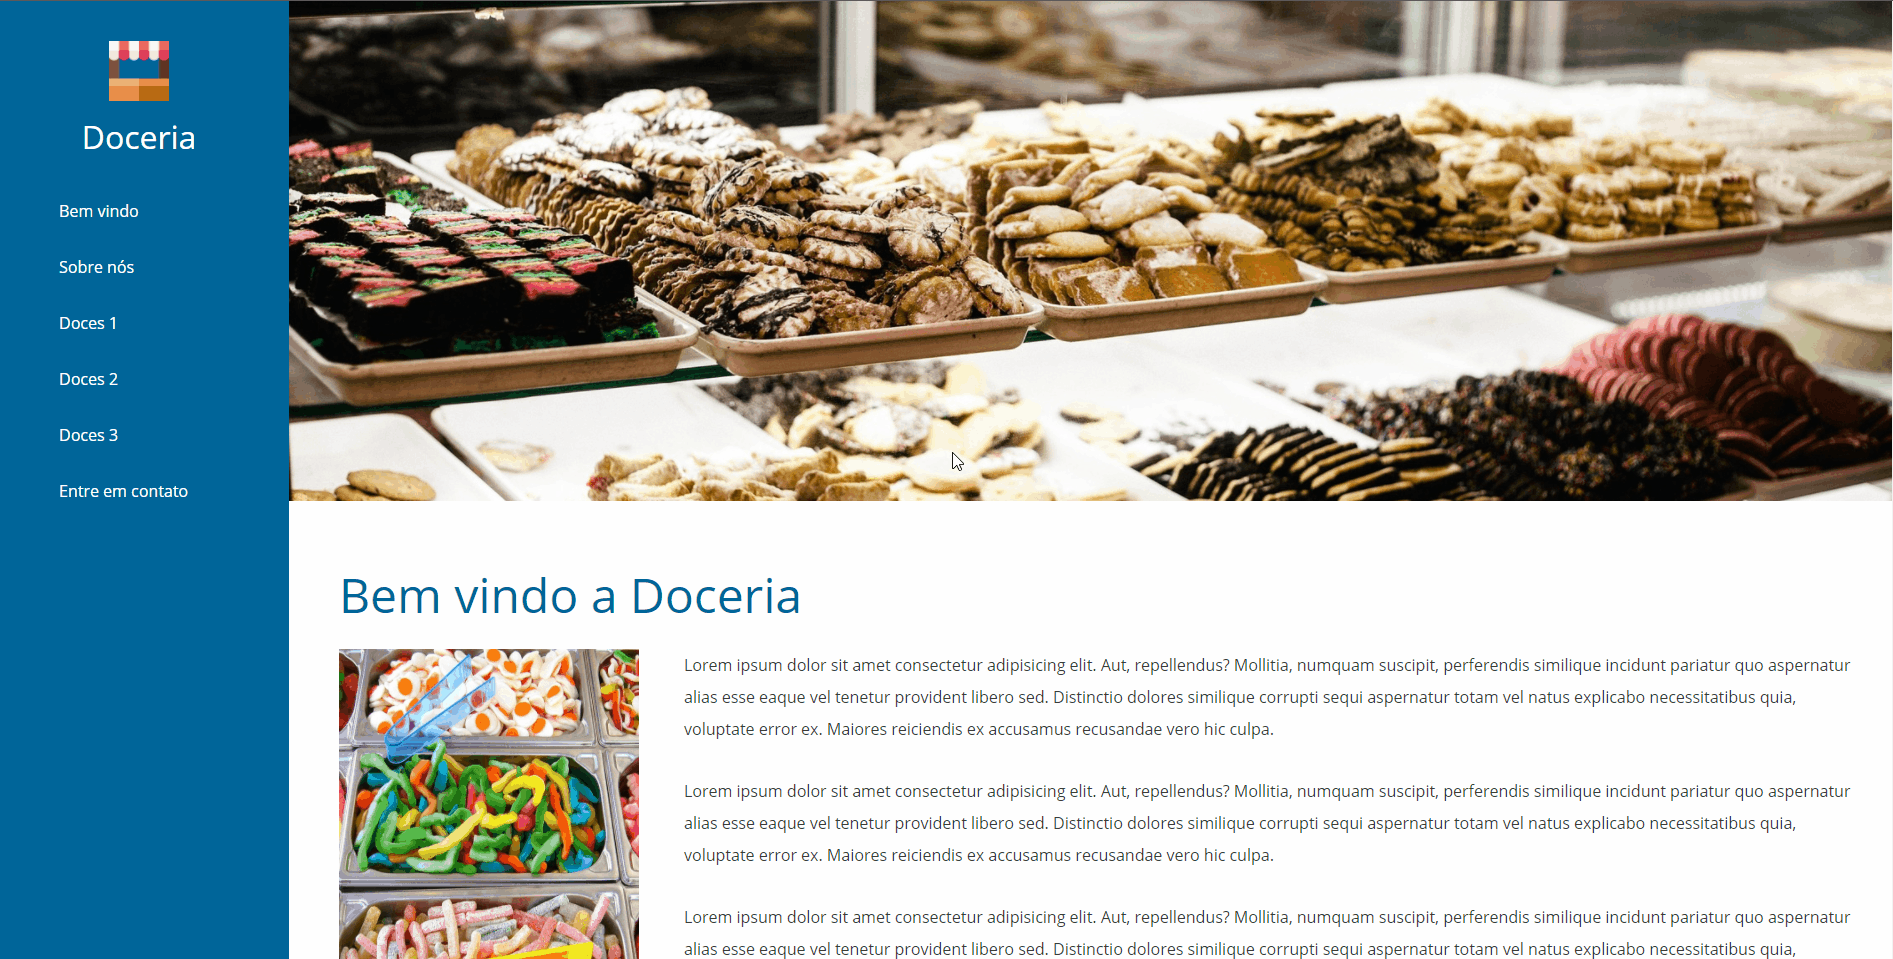 Doceria
Bem vindo
Sobre nós
Doces 1
Doces 2
Doces 3
Entre em contato
Bem vindo a Doceria
Lorem ipsum dolor sit amet consectetur adipisicing elit. Aut, repellendus? Mollitia, numquam suscipit, perferendis similique incidunt pariatur quo aspernatur
alias esse eaque vel tenetur provident libero sed. Distinctio dolores similique corrupti sequi aspernatur totam vel natus explicabo necessitatibus quia,
voluptate error ex. Maiores reiciendis ex accusamus recusandae vero hic culpa.
Lorem ipsum dolor sit amet consectetur adipisicing elit. Aut, repellendus? Mollitia, numquam suscipit, perferendis similique incidunt pariatur quo aspernatur
alias esse eaque vel tenetur provident libero sed. Distinctio dolores similique corrupti sequi aspernatur totam vel natus explicabo necessitatibus quia,
voluptate error ex. Maiores reiciendis ex accusamus recusandae vero hic culpa.
Lorem ipsum dolor sit amet consectetur adipisicing elit. Aut, repellendus? Mollitia, numquam suscipit, perferendis similique incidunt pariatur quo aspernatur
alias esse eaque vel tenetur provident libero sed. Distinctio dolores similique corrupti sequi aspernatur totam vel natus explicabo necessitatibus quia,